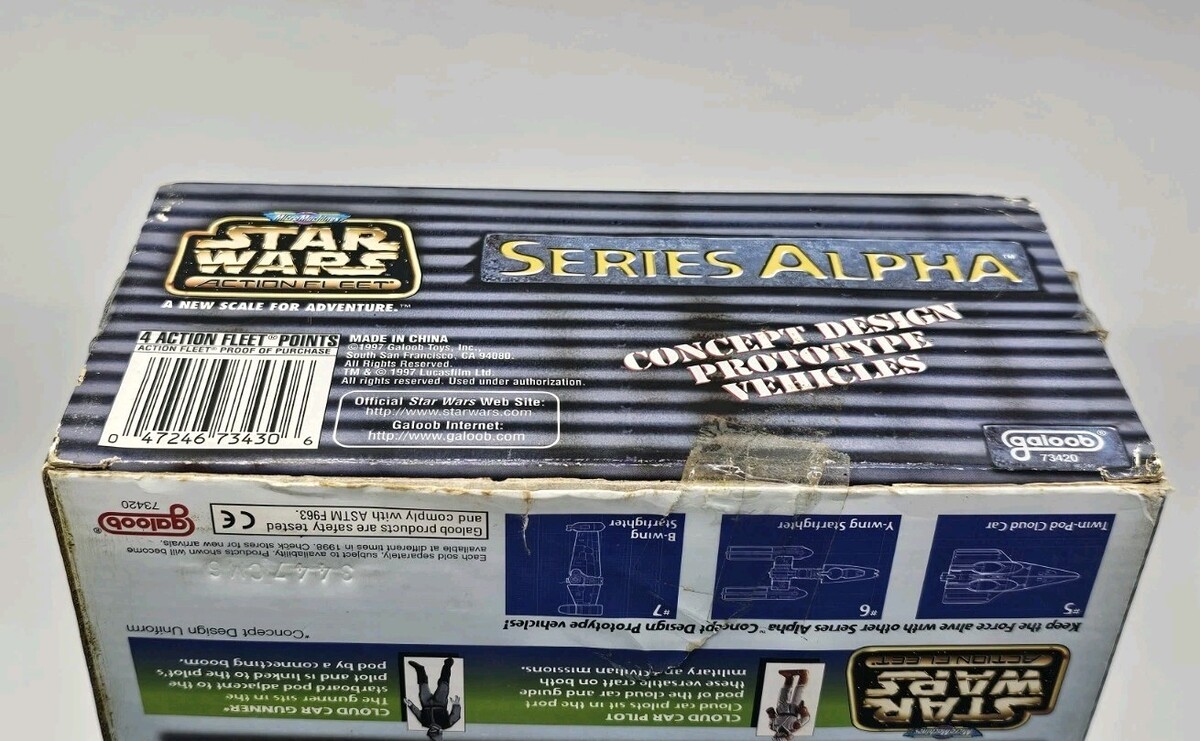 MicroMachines
STAR
WARS
ACTION FLEET
A NEW SCALE FOR ADVENTURE.™
SERIES ALPHA™
CONCEPT DESIGN
PROTOTYPE
VEHICLES
4 ACTION FLEET® POINTS
ACTION FLEET® PROOF OF PURCHASE
0 47246 73430 6
MADE IN CHINA
©1997 Galoob Toys, Inc.,
South San Francisco, CA 94080.
All Rights Reserved.
TM & © 1997 Lucasfilm Ltd.
All rights reserved. Used under authorization.
Official Star Wars Web Site:
http://www.starwars.com
Galoob Internet:
http://www.galoob.com
galoob®
73420
MicroMachines
STAR
WARS
ACTION FLEET
CLOUD CAR PILOT
Cloud car pilots sit in the port
pod of the cloud car and guide
these versatile craft on both
military and civilian missions.
CLOUD CAR GUNNER*
The gunner sits in the
starboard pod adjacent to the
pilot and is linked to the pilot's
pod by a connecting boom.
*Concept Design Uniform
Keep the Force alive with other Series Alpha™ Concept Design Prototype vehicles!
#5
Twin-Pod Cloud Car
#6
Y-wing Starfighter
#7
B-wing
Starfighter
Each sold separately, subject to availability. Products shown will become
available at different times in 1998. Check stores for new arrivals.
Galoob products are safety tested
and comply with ASTM F963.
CE
galoob®
73420